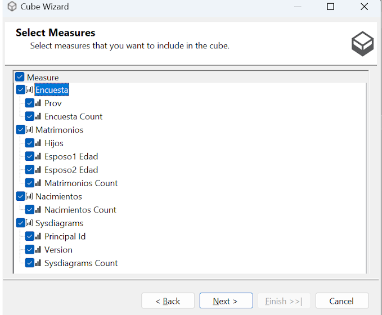 Cube Wizard
Select Measures
Select measures that you want to include in the cube.
Measure
Encuesta
Prov
Encuesta Count
Matrimonios
Hijos
Esposo1 Edad
Esposo2 Edad
Matrimonios Count
Nacimientos
Nacimientos Count
Sysdiagrams
Principal Id
Version
Sysdiagrams Count
< Back
Next >
Finish >>|
Cancel